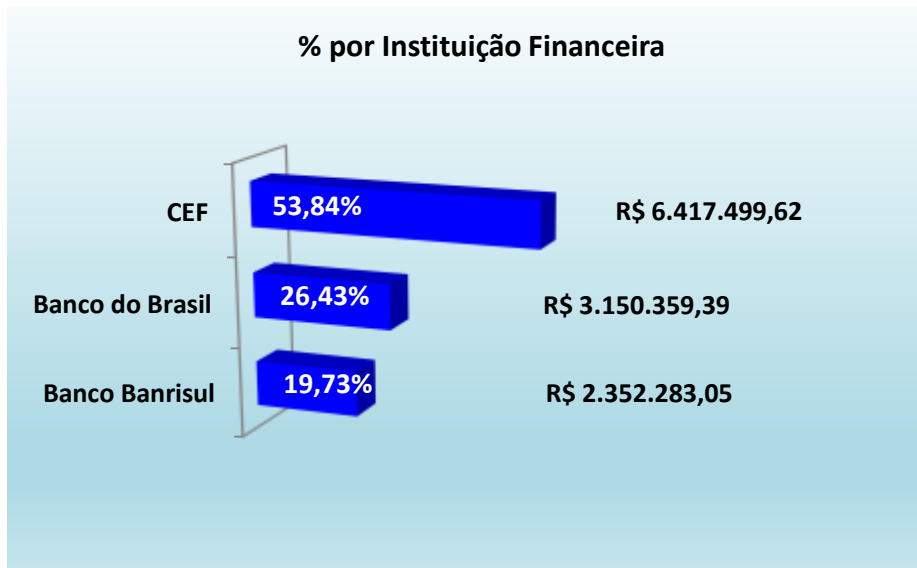 % por Instituição Financeira
CEF 53,84% R$ 6.417.499,62
Banco do Brasil 26,43% R$ 3.150.359,39
Banco Banrisul 19,73% R$ 2.352.283,05